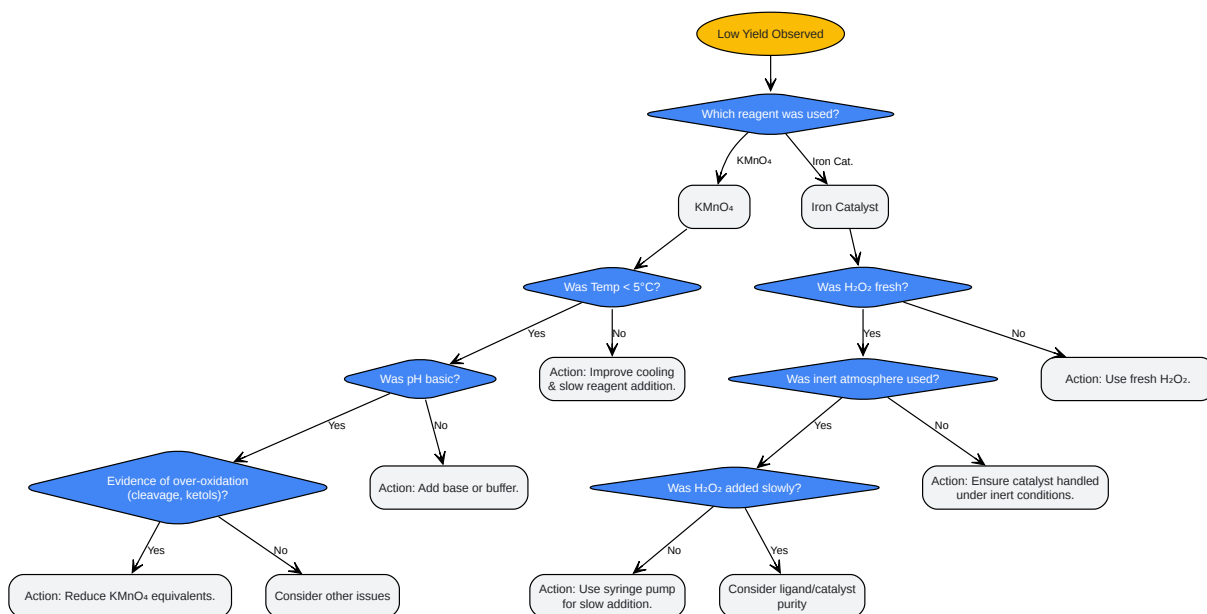 Low Yield Observed
Which reagent was used?
KMnO₄
Iron Cat.
KMnO₄
Iron Catalyst
Was Temp < 5°C?
Was H₂O₂ fresh?
Yes
No
Yes
No
Was pH basic?
Action: Improve cooling
& slow reagent addition.
Was inert atmosphere used?
Action: Use fresh H₂O₂.
Yes
No
Yes
No
Evidence of over-oxidation
(cleavage, ketols)?
Action: Add base or buffer.
Was H₂O₂ added slowly?
Action: Ensure catalyst handled
under inert conditions.
Yes
No
No
Yes
Action: Reduce KMnO₄ equivalents.
Consider other issues
Action: Use syringe pump
for slow addition.
Consider ligand/catalyst
purity